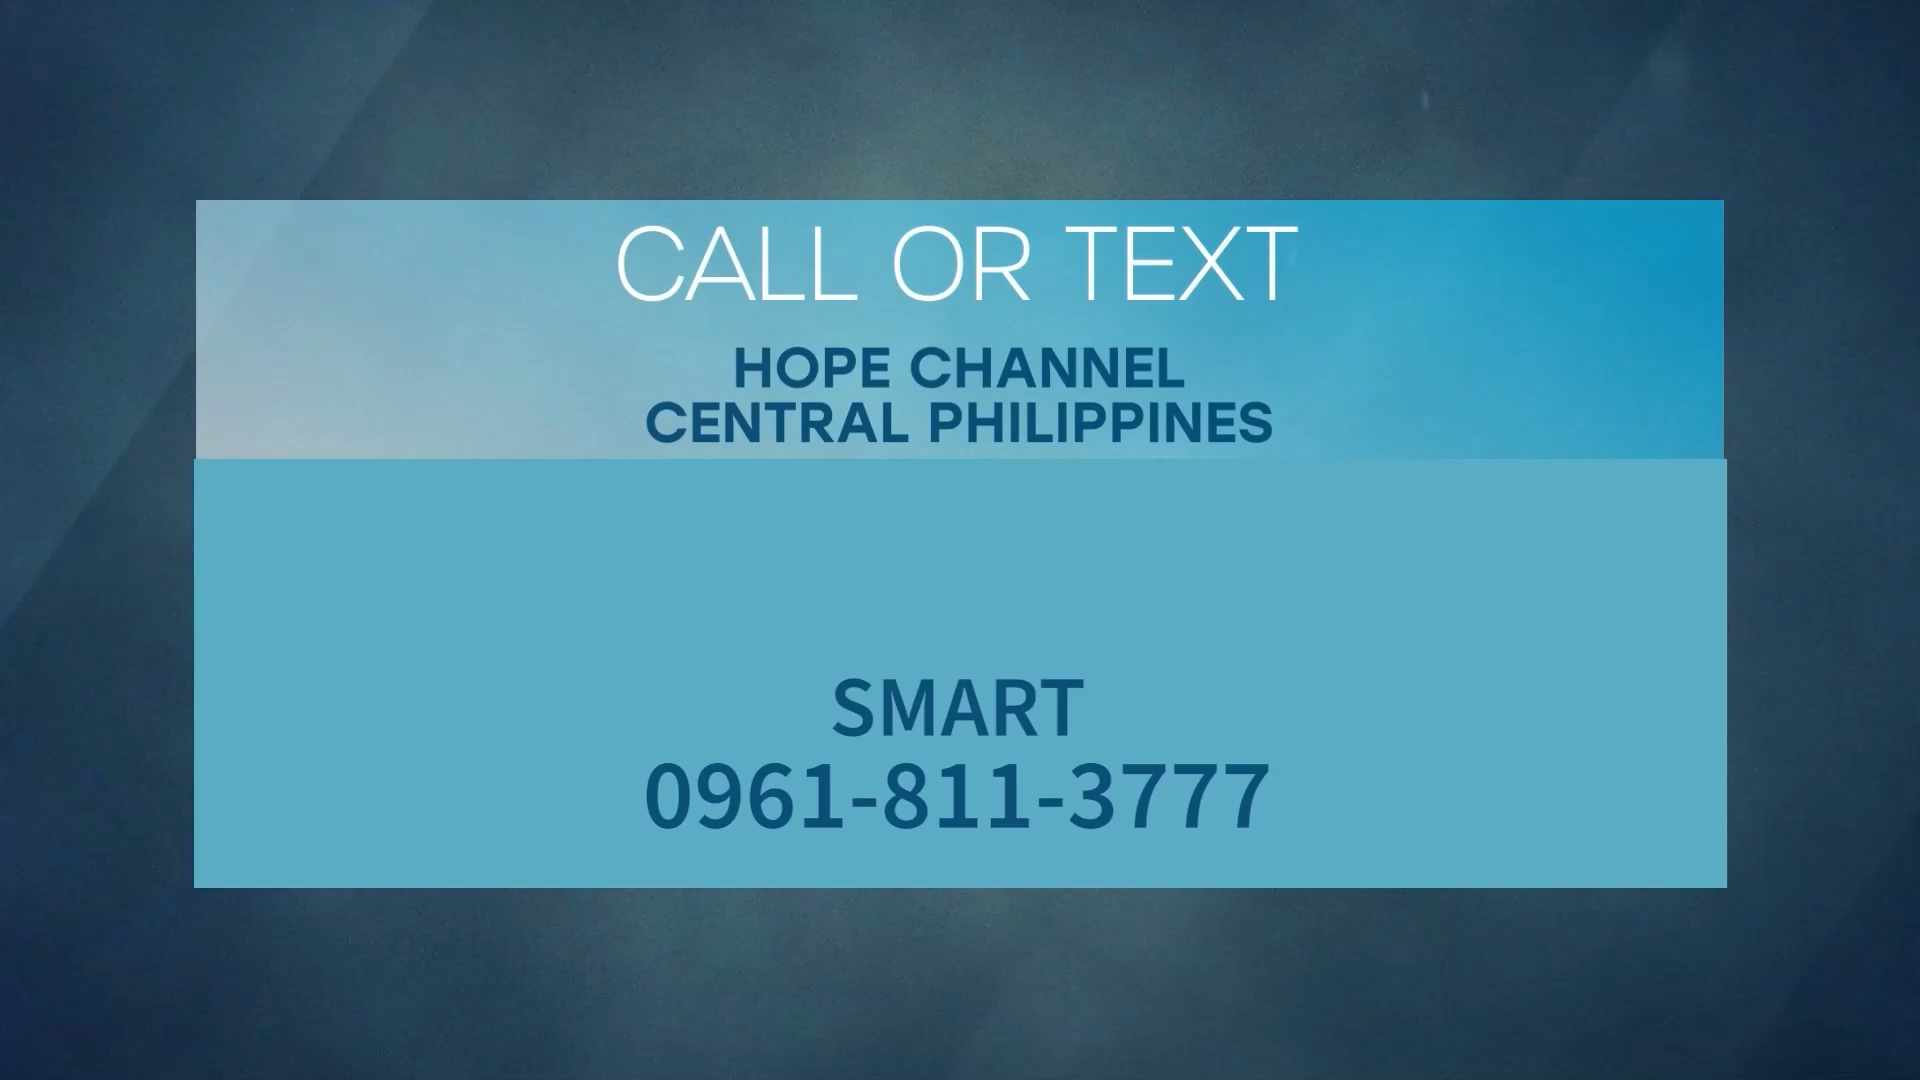 CALL OR TEXT
HOPE CHANNEL
CENTRAL PHILIPPINES
SMART
0961-811-3777